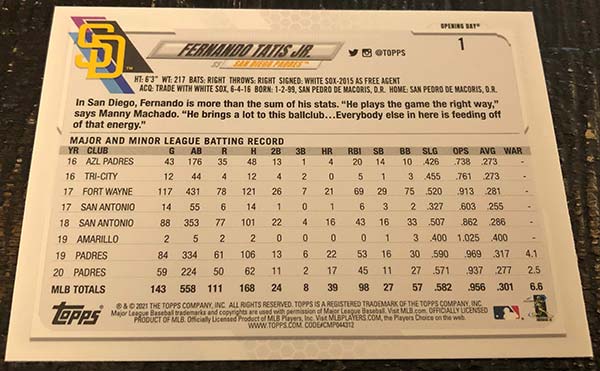 OPENING DAY®
1
SD
™
FERNANDO TATIS JR.
@TOPPS
SS SAN DIEGO PADRES™
HT: 6'3" WT: 217 BATS: RIGHT THROWS: RIGHT SIGNED: WHITE SOX-2015 AS FREE AGENT
ACQ: TRADE WITH WHITE SOX, 6-4-16 BORN: 1-2-99, SAN PEDRO DE MACORIS, D.R. HOME: SAN PEDRO DE MACORIS, D.R.
In San Diego, Fernando is more than the sum of his stats. “He plays the game the right way,”
says Manny Machado. “He brings a lot to this ballclub…Everybody else in here is feeding off
of that energy.”
MAJOR AND MINOR LEAGUE BATTING RECORD
YR CLUB G AB R H 2B 3B HR RBI SB BB SLG OPS AVG WAR
16 AZL PADRES 43 176 35 48 13 1 4 20 14 10 .426 .738 .273 -
16 TRI-CITY 12 44 4 12 4 2 0 5 1 3 .455 .761 .273 -
17 FORT WAYNE 117 431 78 121 26 7 21 69 29 75 .520 .913 .281 -
17 SAN ANTONIO 14 55 6 14 1 0 1 6 3 2 .327 .603 .255 -
18 SAN ANTONIO 88 353 77 101 22 4 16 43 16 33 .507 .862 .286 -
19 AMARILLO 2 5 2 2 0 0 0 0 1 3 .400 1.025 .400 -
19 PADRES 84 334 61 106 13 6 22 53 16 30 .590 .969 .317 4.1
20 PADRES 59 224 50 62 11 2 17 45 11 27 .571 .937 .277 2.5
MLB TOTALS 143 558 111 168 24 8 39 98 27 57 .582 .956 .301 6.6
Topps
® & © 2021 THE TOPPS COMPANY, INC. ALL RIGHTS RESERVED. TOPPS IS A REGISTERED TRADEMARK OF THE TOPPS COMPANY, INC.
Major League Baseball trademarks and copyrights are used with permission of Major League Baseball. Visit MLB.com. OFFICIALLY LICENSED
PRODUCT OF MLB. Officially Licensed Product of MLB Players, Inc. Visit MLBPLAYERS.COM, the Players Choice on the web.
WWW.TOPPS.COM. CODE#CMP044312